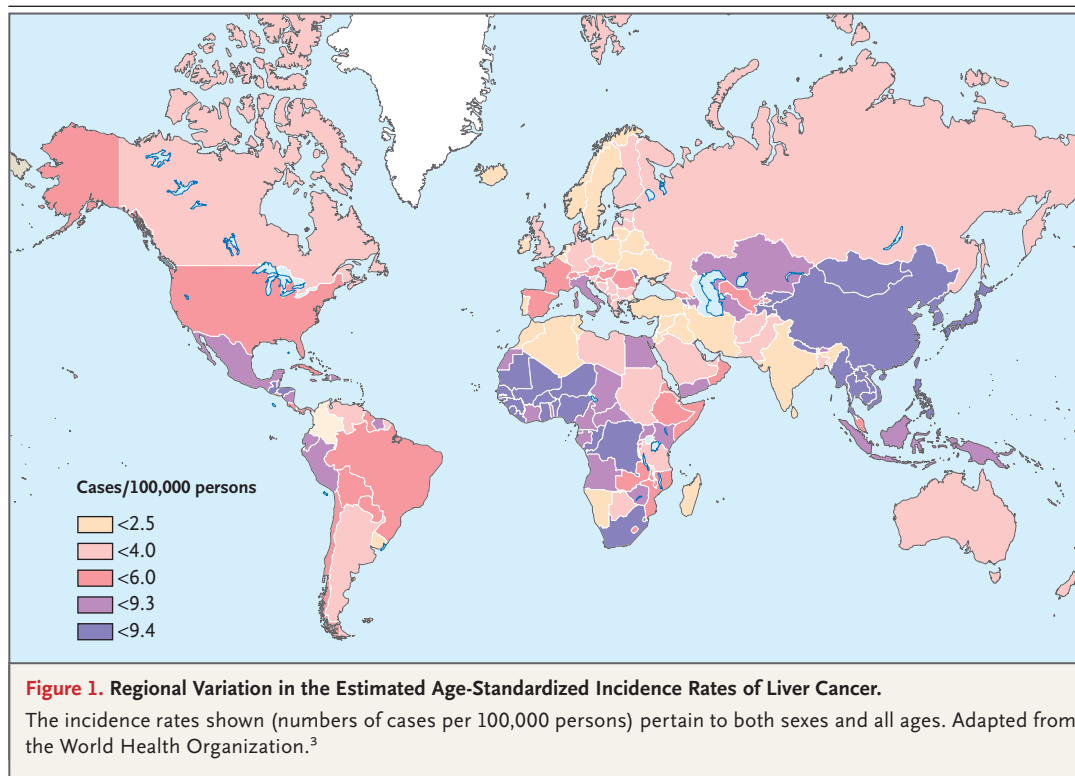 Cases/100,000 persons
<2.5
<4.0
<6.0
<9.3
<9.4
Figure 1. Regional Variation in the Estimated Age-Standardized Incidence Rates of Liver Cancer.
The incidence rates shown (numbers of cases per 100,000 persons) pertain to both sexes and all ages. Adapted from
the World Health Organization.³